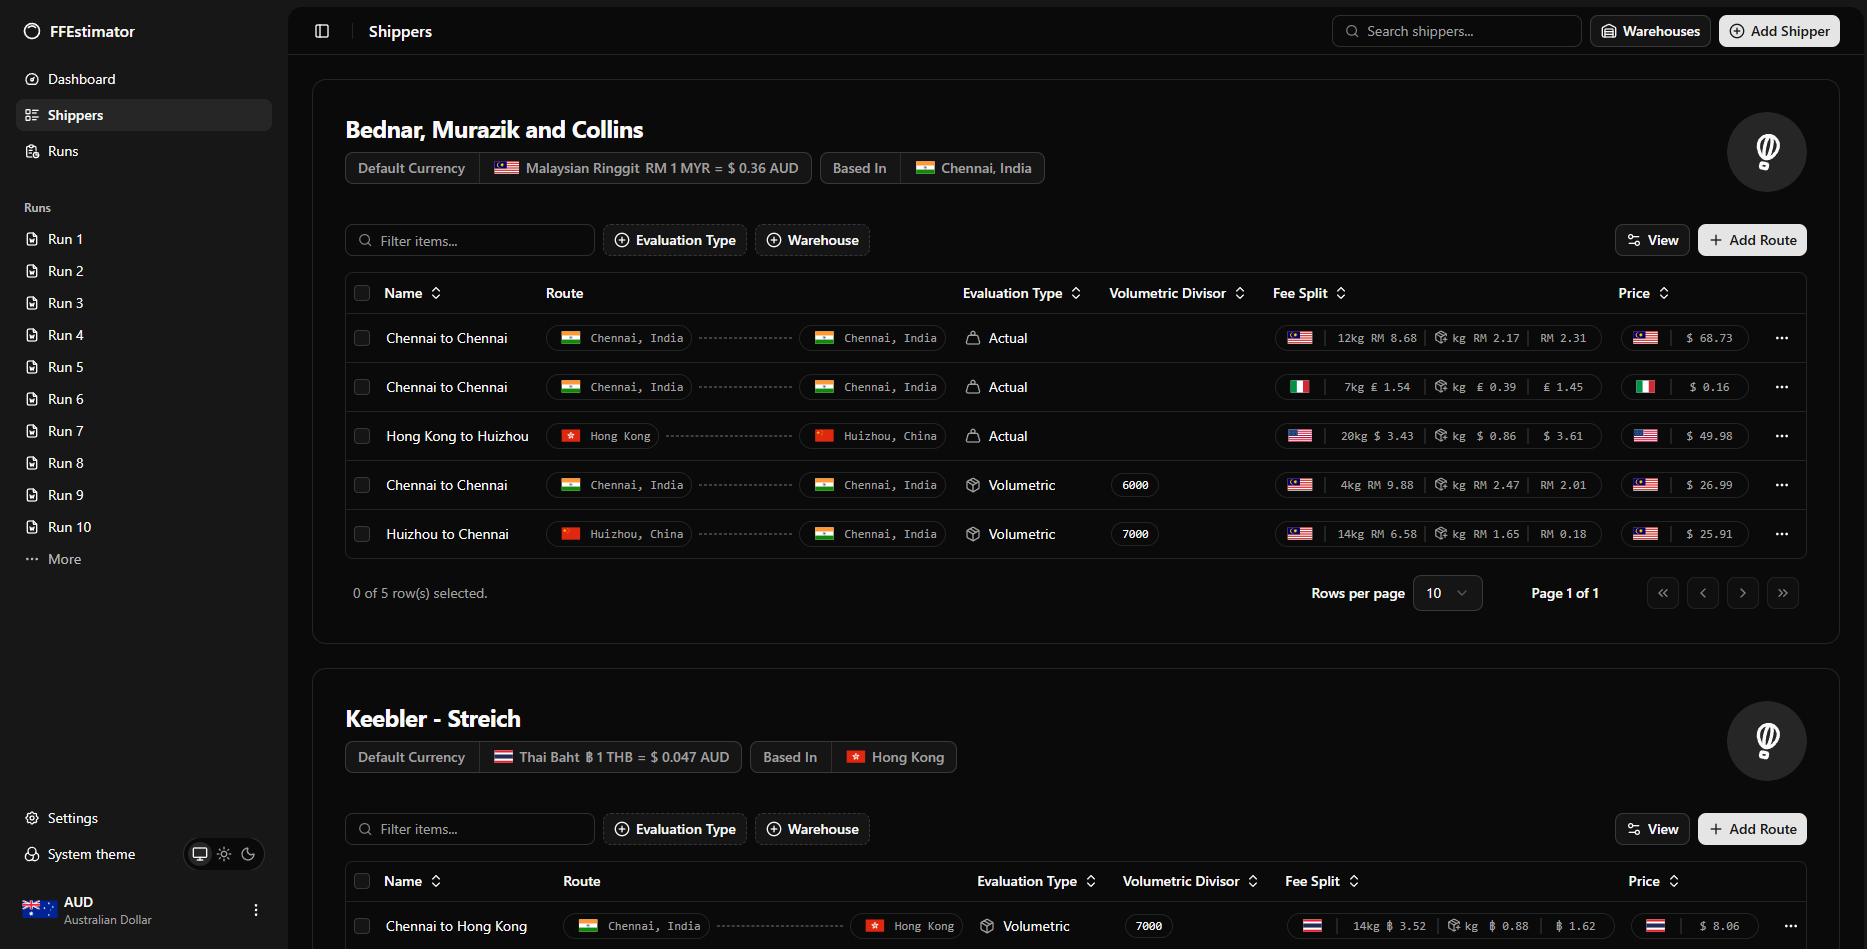 FFEstimator
Dashboard
Shippers
Runs
Runs
Run 1
Run 2
Run 3
Run 4
Run 5
Run 6
Run 7
Run 8
Run 9
Run 10
More
Settings
System theme
AUD
Australian Dollar
Shippers
Search shippers...
Warehouses
Add Shipper
Bednar, Murazik and Collins
Default Currency Malaysian Ringgit RM 1 MYR = $ 0.36 AUD Based In Chennai, India
Filter items... Evaluation Type Warehouse View Add Route
Name Route Evaluation Type Volumetric Divisor Fee Split Price
Chennai to Chennai Chennai, India Chennai, India Actual 12kg RM 8.68 kg RM 2.17 RM 2.31 $ 68.73
Chennai to Chennai Chennai, India Chennai, India Actual 7kg £ 1.54 kg £ 0.39 £ 1.45 $ 0.16
Hong Kong to Huizhou Hong Kong Huizhou, China Actual 20kg $ 3.43 kg $ 0.86 $ 3.61 $ 49.98
Chennai to Chennai Chennai, India Chennai, India Volumetric 6000 4kg RM 9.88 kg RM 2.47 RM 2.01 $ 26.99
Huizhou to Chennai Huizhou, China Chennai, India Volumetric 7000 14kg RM 6.58 kg RM 1.65 RM 0.18 $ 25.91
0 of 5 row(s) selected. Rows per page 10 Page 1 of 1
Keebler - Streich
Default Currency Thai Baht ฿ 1 THB = $ 0.047 AUD Based In Hong Kong
Filter items... Evaluation Type Warehouse View Add Route
Name Route Evaluation Type Volumetric Divisor Fee Split Price
Chennai to Hong Kong Chennai, India Hong Kong Volumetric 7000 14kg ฿ 3.52 kg ฿ 0.88 ฿ 1.62 $ 8.06